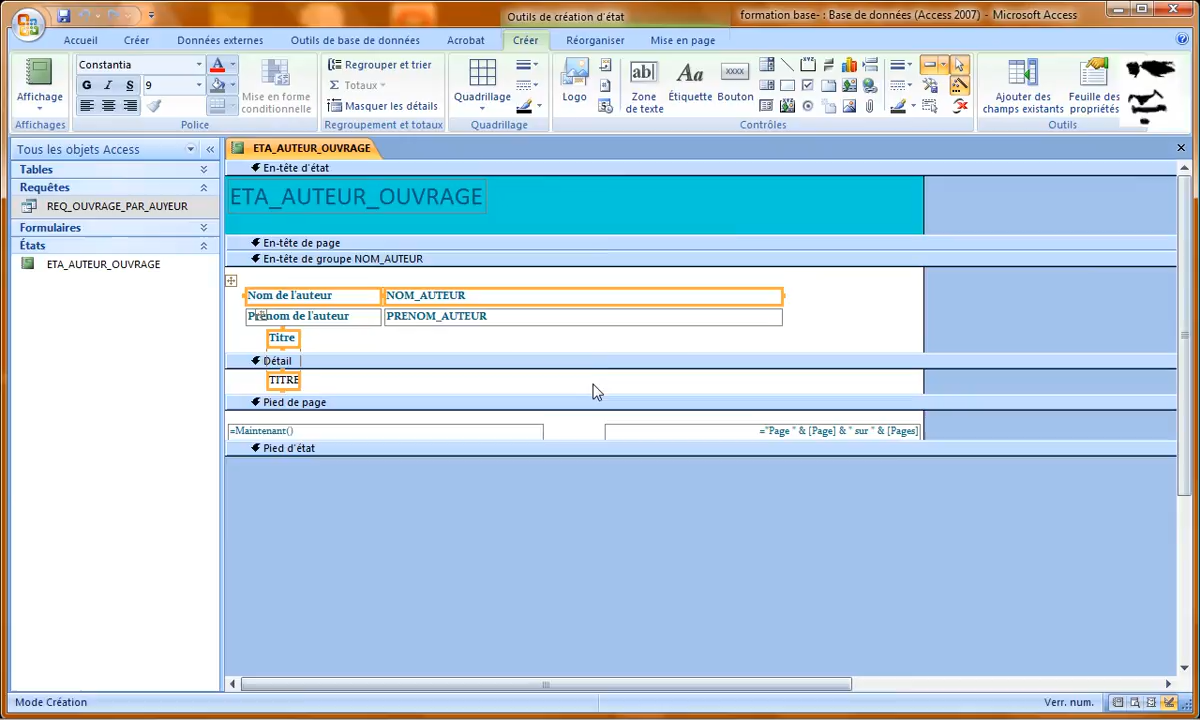 Outils de création d'état
formation base- : Base de données (Access 2007) - Microsoft Access
Accueil
Créer
Données externes
Outils de base de données
Acrobat
Créer
Réorganiser
Mise en page
Affichage
Affichages
Constantia
G I S 9
Mise en forme conditionnelle
Police
Regrouper et trier
Σ Totaux
Masquer les détails
Regroupement et totaux
Quadrillage
Quadrillage
Logo
ab|
Zone de texte
Aa
Étiquette
XXXX
Bouton
Contrôles
Ajouter des champs existants
Feuille des propriétés
Outils
Tous les objets Access
Tables
Requêtes
REQ_OUVRAGE_PAR_AUYEUR
Formulaires
États
ETA_AUTEUR_OUVRAGE
ETA_AUTEUR_OUVRAGE
En-tête d'état
ETA_AUTEUR_OUVRAGE
En-tête de page
En-tête de groupe NOM_AUTEUR
Nom de l'auteur NOM_AUTEUR
Prénom de l'auteur PRENOM_AUTEUR
Titre
Détail
TITRE
Pied de page
=Maintenant() ="Page " & [Page] & " sur " & [Pages]
Pied d'état
Mode Création
Verr. num.